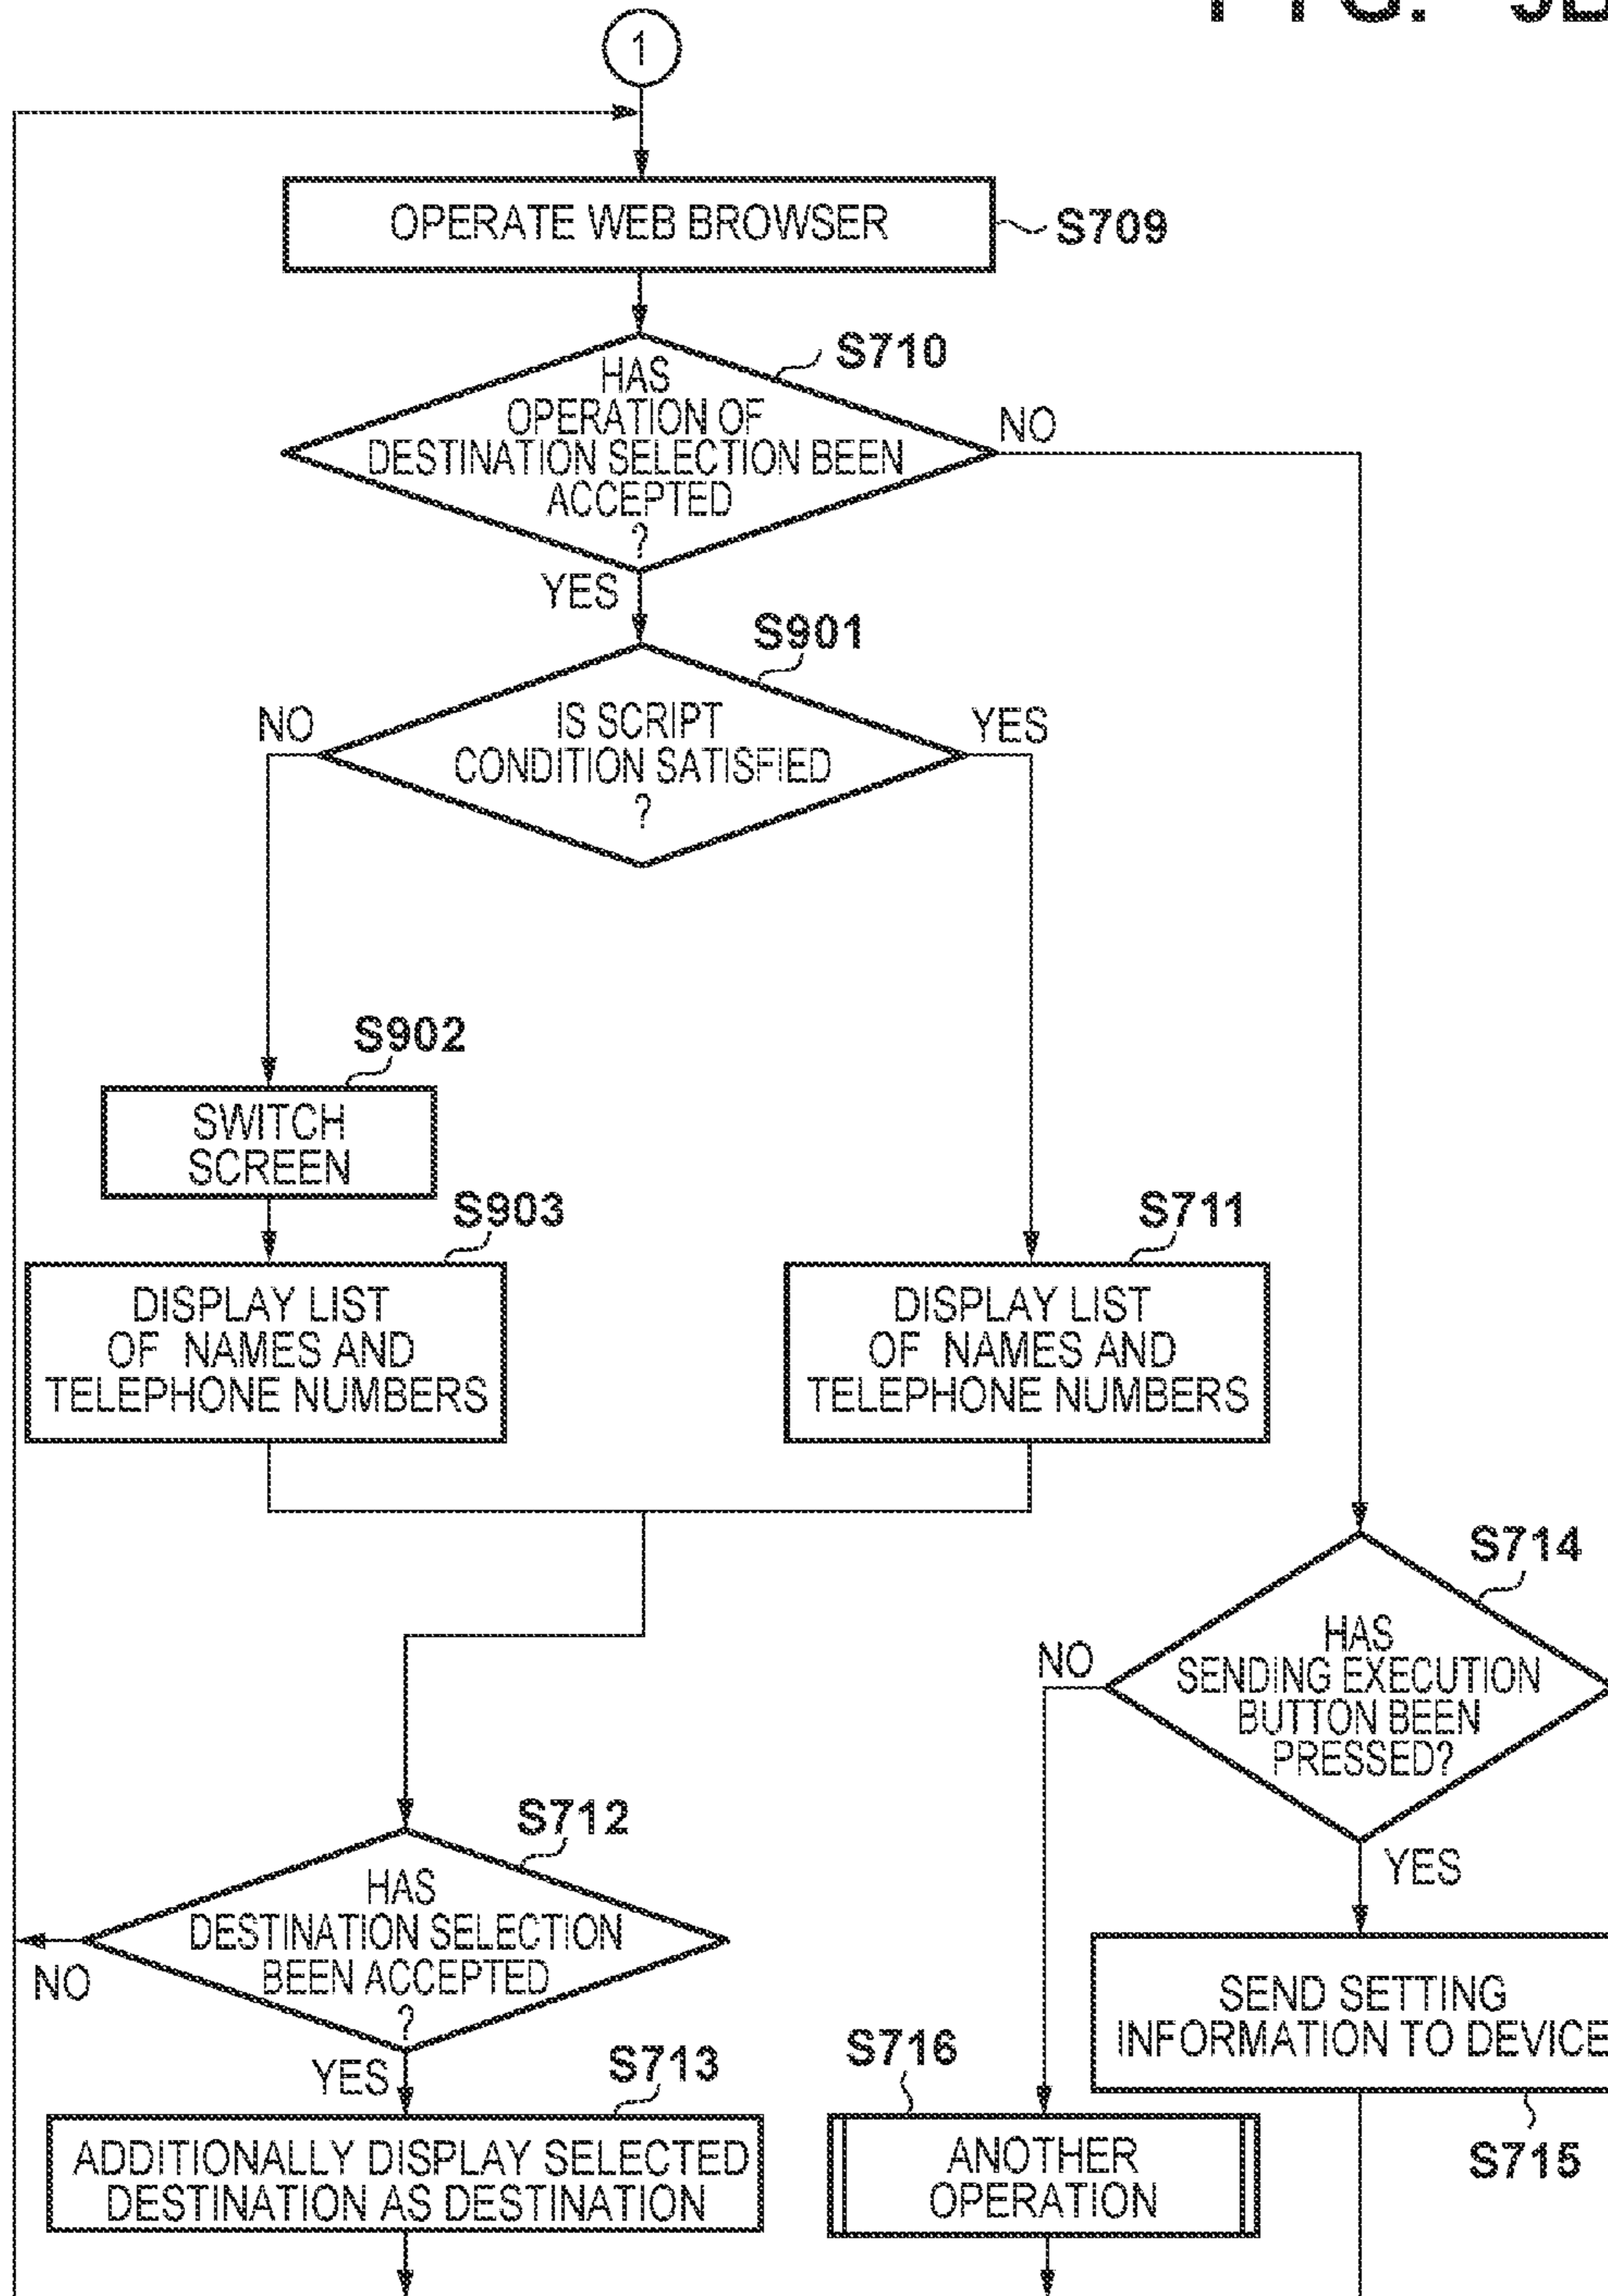 1
OPERATE WEB BROWSER
S709
S710
HAS
OPERATION OF
DESTINATION SELECTION BEEN
ACCEPTED
?
NO
YES
S901
NO
IS SCRIPT
CONDITION SATISFIED
?
YES
S902
SWITCH
SCREEN
S903
DISPLAY LIST
OF NAMES AND
TELEPHONE NUMBERS
S711
DISPLAY LIST
OF NAMES AND
TELEPHONE NUMBERS
S714
NO
HAS
SENDING EXECUTION
BUTTON BEEN
PRESSED?
YES
S712
HAS
DESTINATION SELECTION
BEEN ACCEPTED
?
NO
YES
SEND SETTING
INFORMATION TO DEVICE
S715
S713
ADDITIONALLY DISPLAY SELECTED
DESTINATION AS DESTINATION
S716
ANOTHER
OPERATION